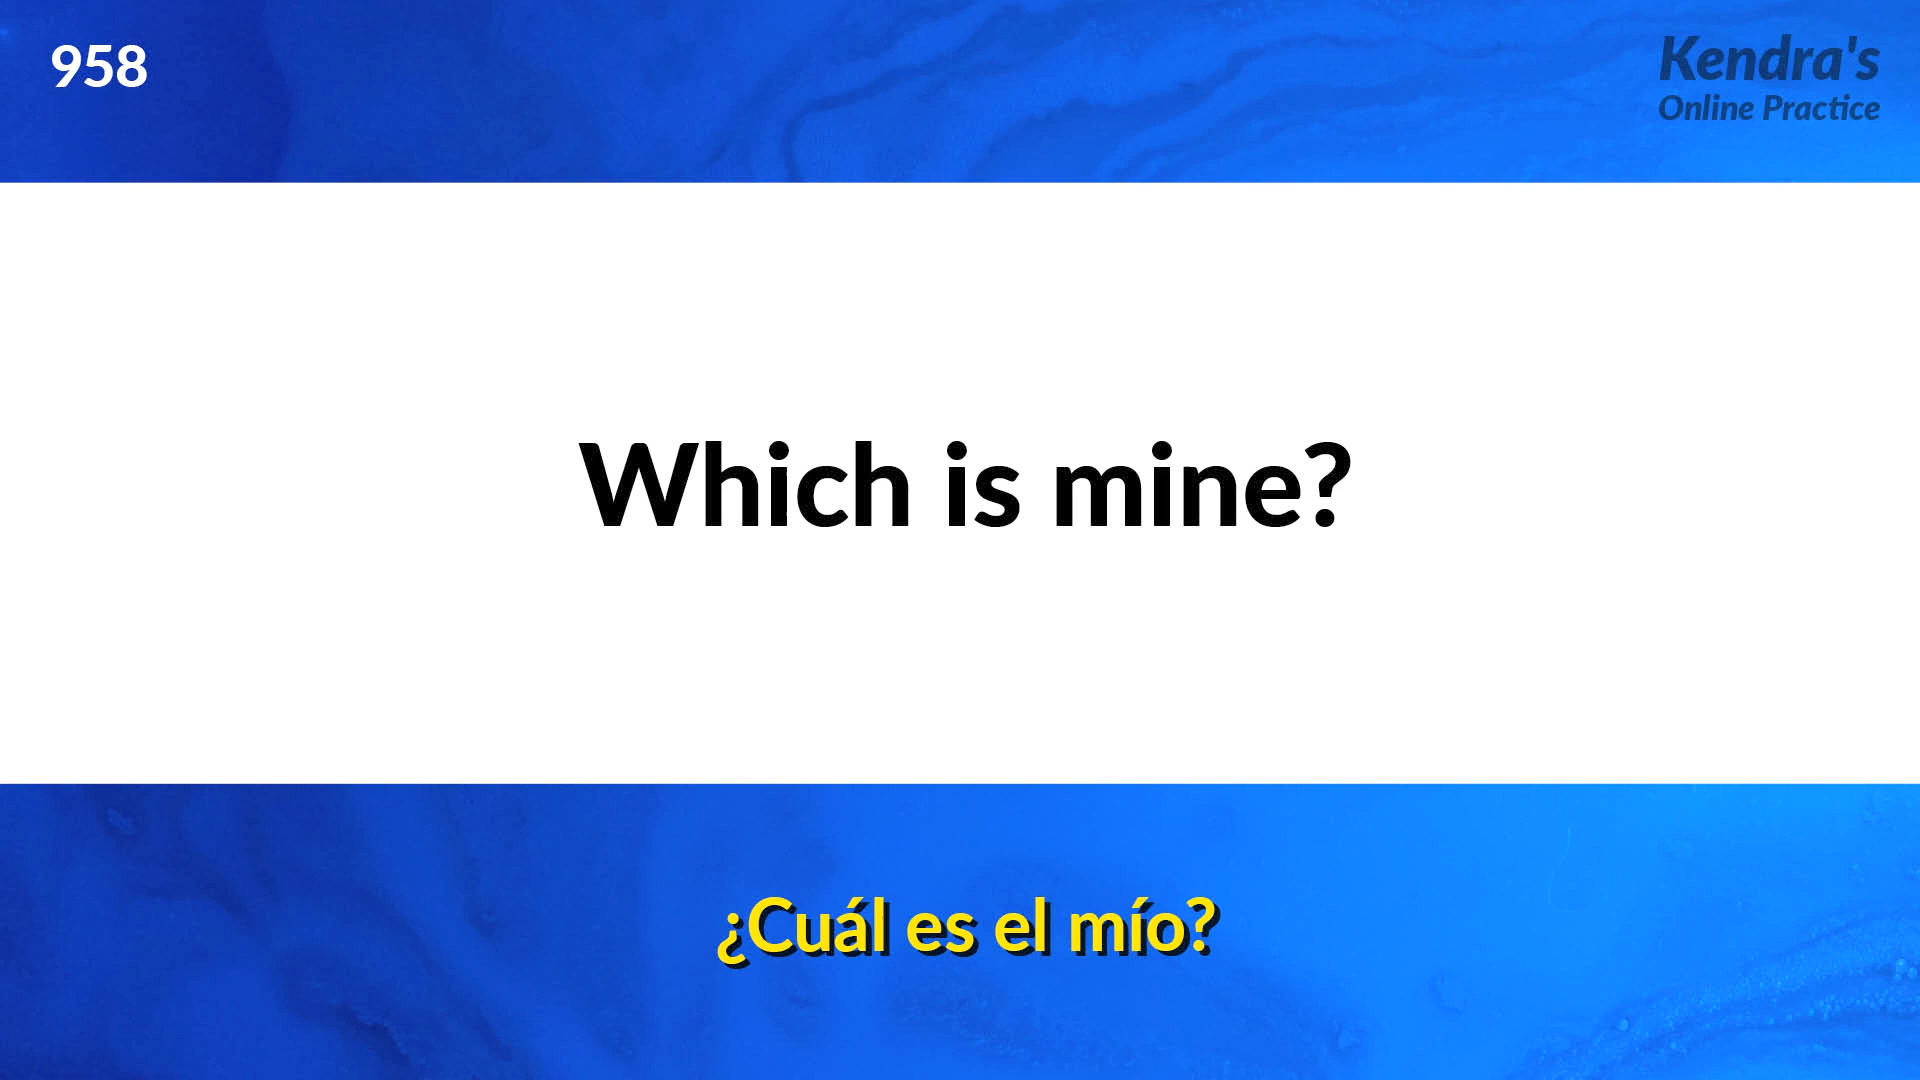 958
Kendra's
Online Practice
Which is mine?
¿Cuál es el mío?